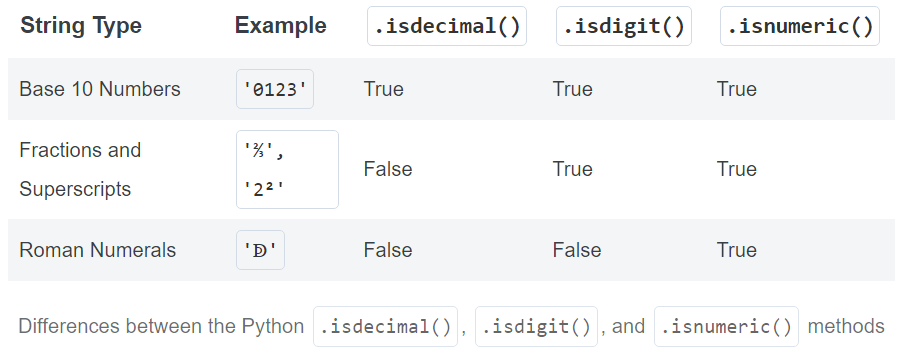 String Type Example .isdecimal() .isdigit() .isnumeric()
Base 10 Numbers '0123' True True True
Fractions and '⅔',
False True True
Superscripts '2²'
Roman Numerals 'ↁ' False False True
Differences between the Python .isdecimal(), .isdigit(), and .isnumeric() methods